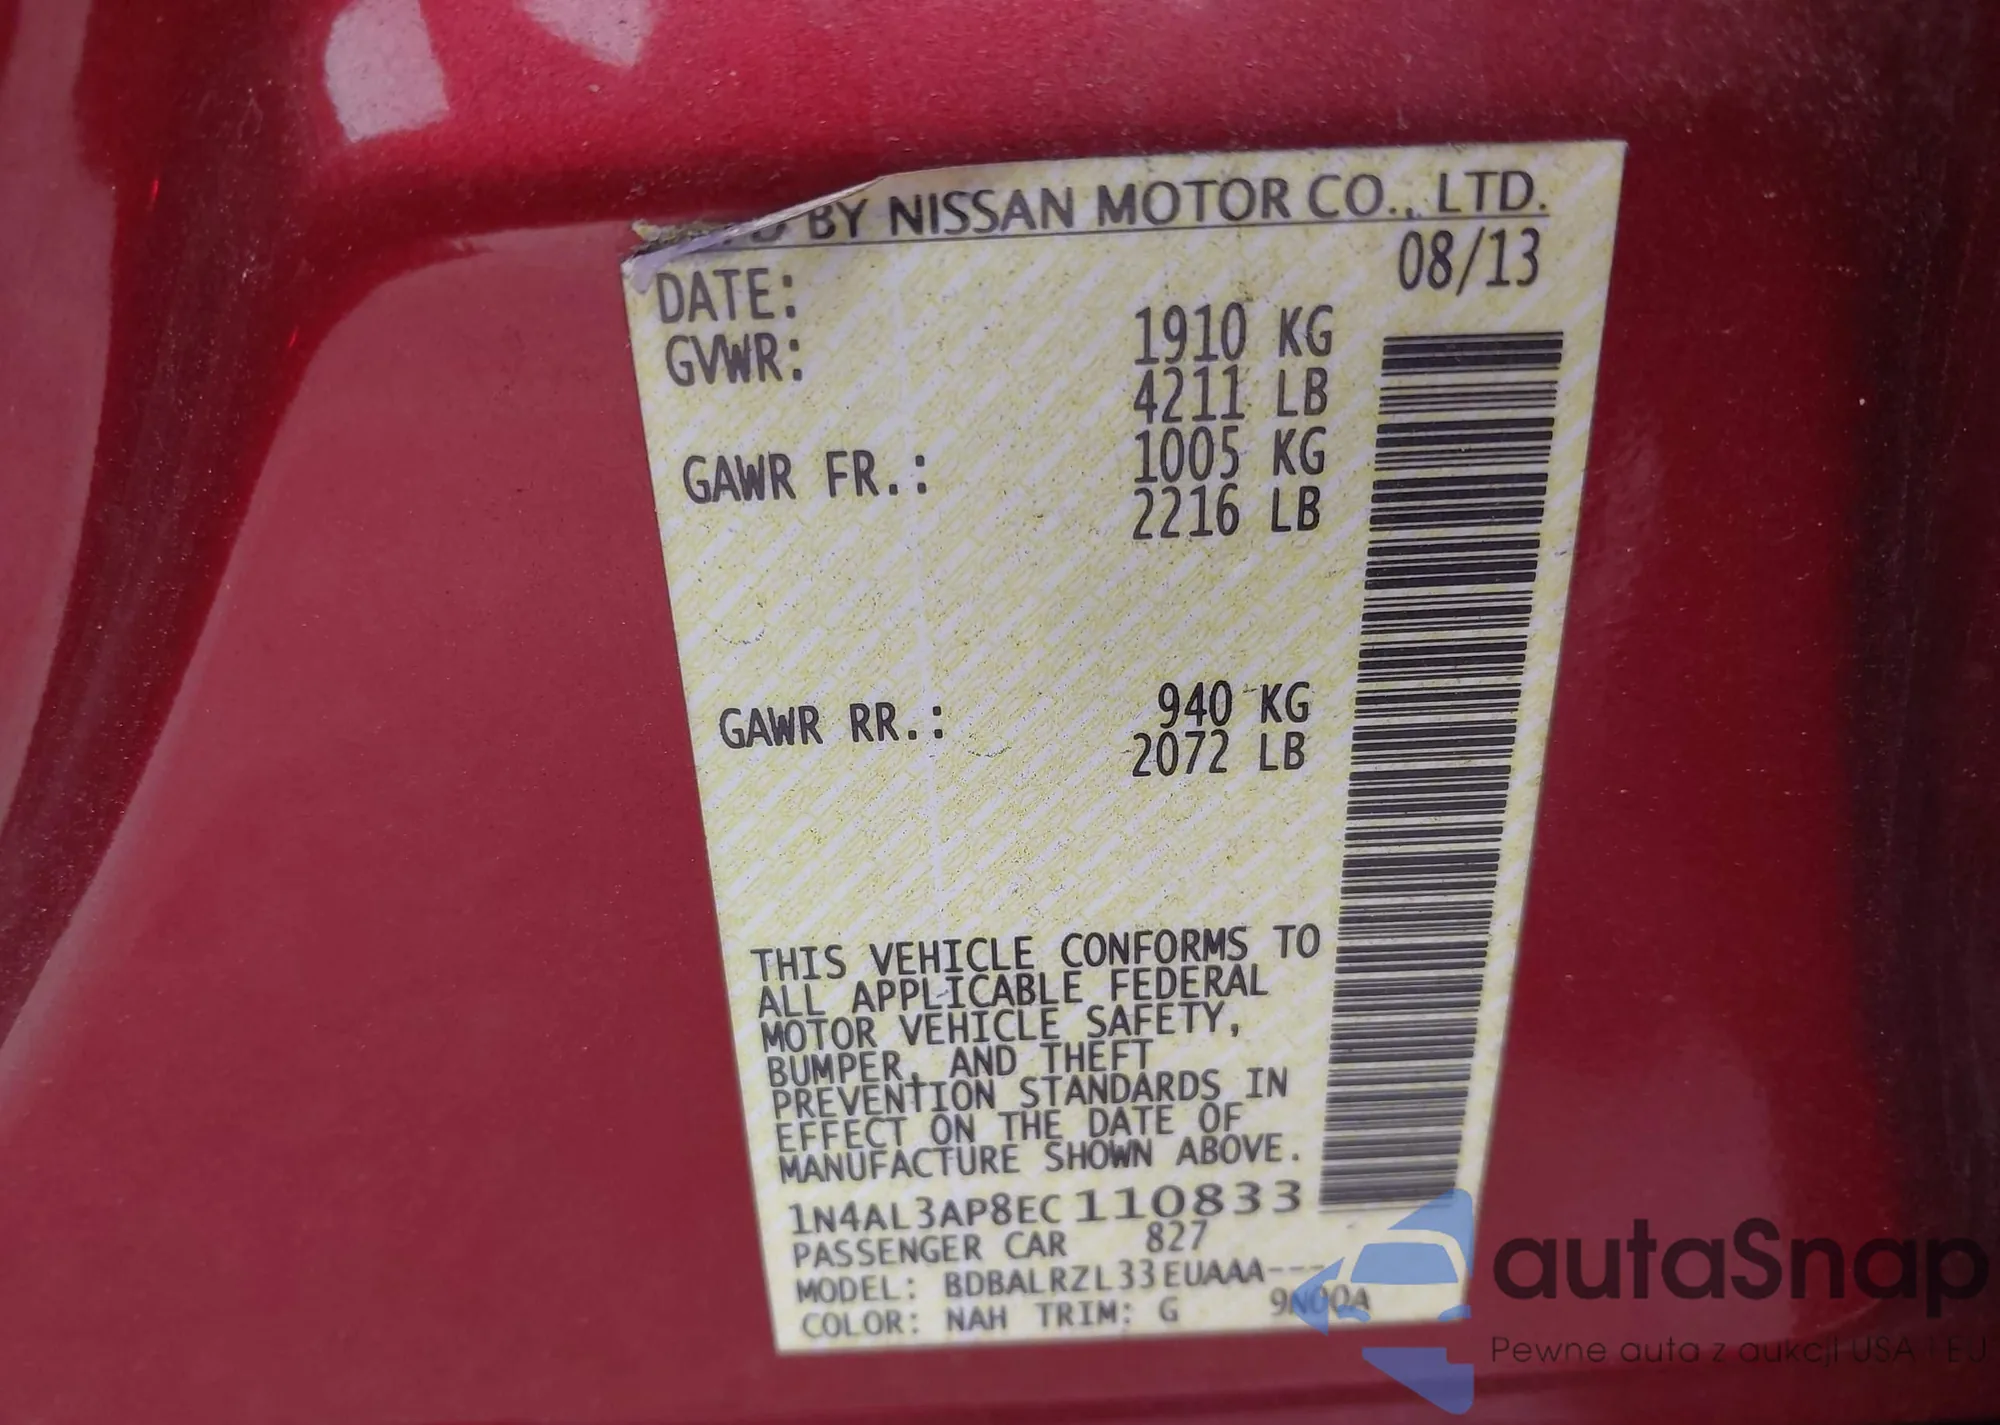 BY NISSAN MOTOR CO., LTD.
DATE: 08/13
GVWR: 1910 KG
4211 LB
GAWR FR.: 1005 KG
2216 LB
GAWR RR.: 940 KG
2072 LB
THIS VEHICLE CONFORMS TO
ALL APPLICABLE FEDERAL
MOTOR VEHICLE SAFETY,
BUMPER, AND THEFT
PREVENTION STANDARDS IN
EFFECT ON THE DATE OF
MANUFACTURE SHOWN ABOVE.
1N4AL3AP8EC110833
PASSENGER CAR 827
MODEL: BDBALRZL33EUAAA---
COLOR: NAH TRIM: G 9N00A
autaSnap
Pewne auta z aukcji USA i EU